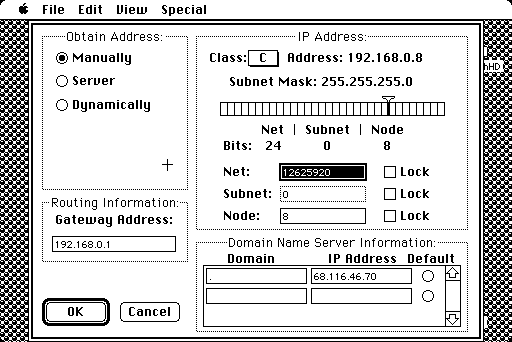 File Edit View Special
Obtain Address:
Manually
Server
Dynamically
Routing Information:
Gateway Address:
192.168.0.1
OK
Cancel
IP Address:
Class: C Address: 192.168.0.8
Subnet Mask: 255.255.255.0
Net | Subnet | Node
Bits: 24 0 8
Net: 12625920 Lock
Subnet: 0 Lock
Node: 8 Lock
Domain Name Server Information:
Domain IP Address Default
. 68.116.46.70
hHD